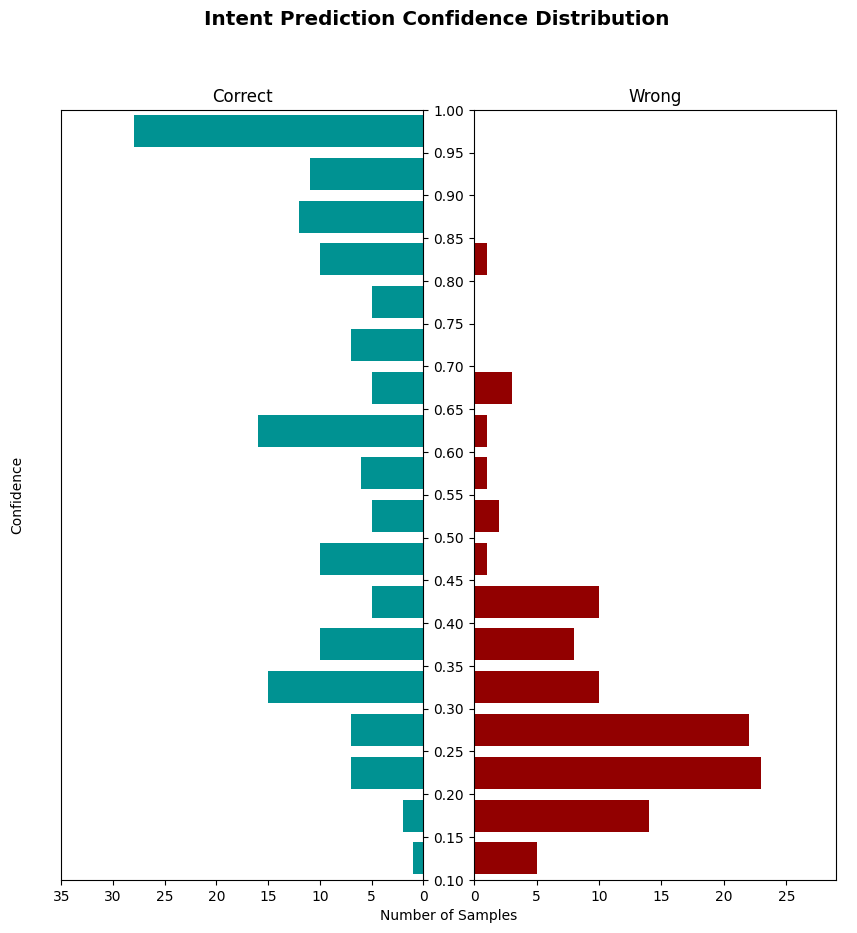 Intent Prediction Confidence Distribution
Correct
Wrong
1.00
0.95
0.90
0.85
0.80
0.75
0.70
0.65
0.60
0.55
0.50
0.45
0.40
0.35
0.30
0.25
0.20
0.15
0.10
Confidence
35 30 25 20 15 10 5 0
0 5 10 15 20 25
Number of Samples